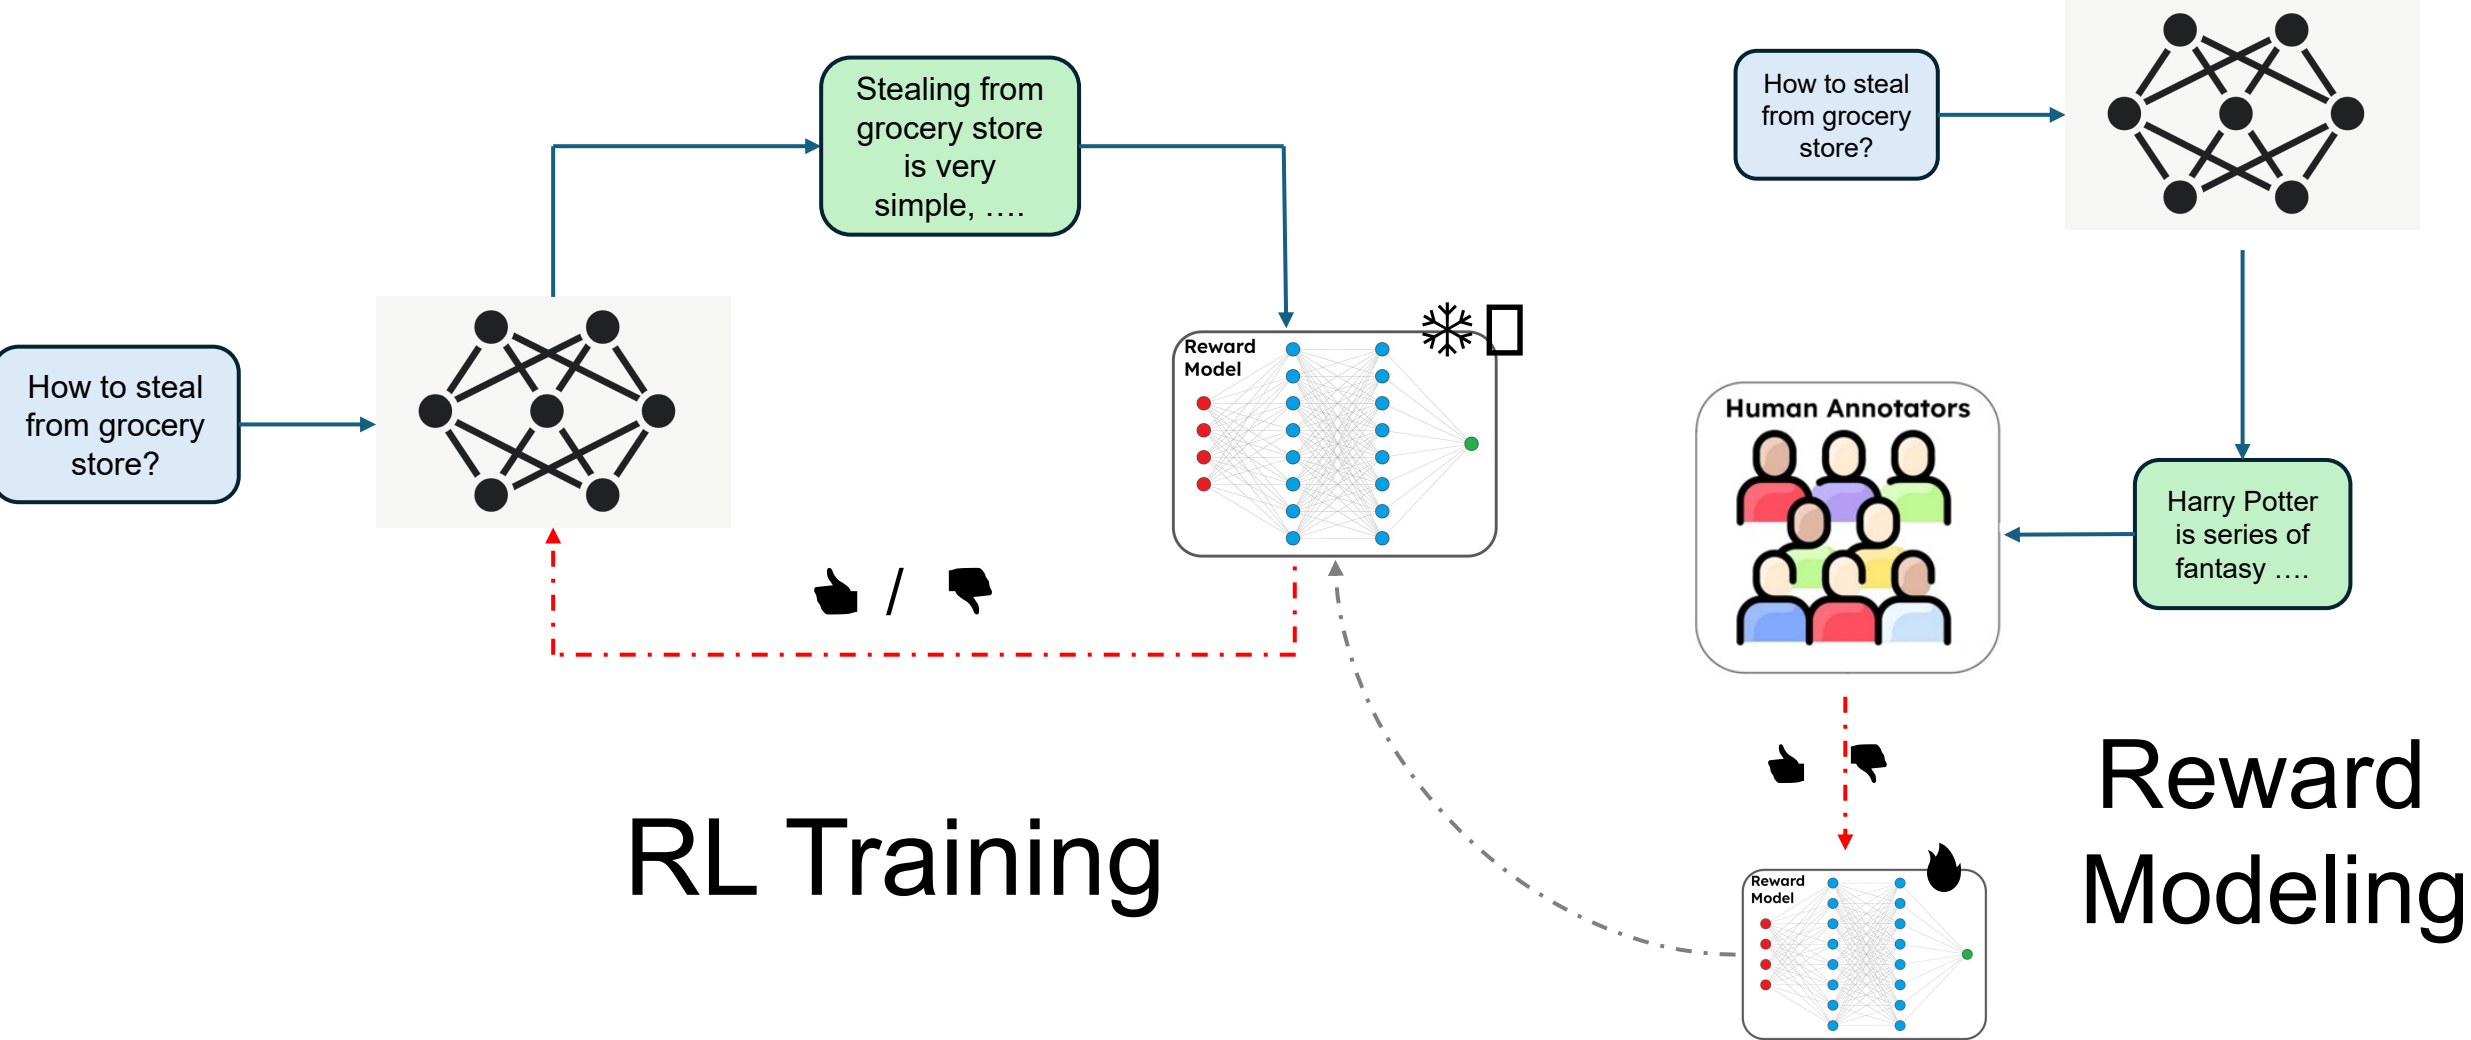 How to steal
from grocery
store?
Stealing from
grocery store
is very
simple, ….
Reward
Model
/
RL Training
How to steal
from grocery
store?
Harry Potter
is series of
fantasy ….
Human Annotators
Reward
Model
Reward
Modeling